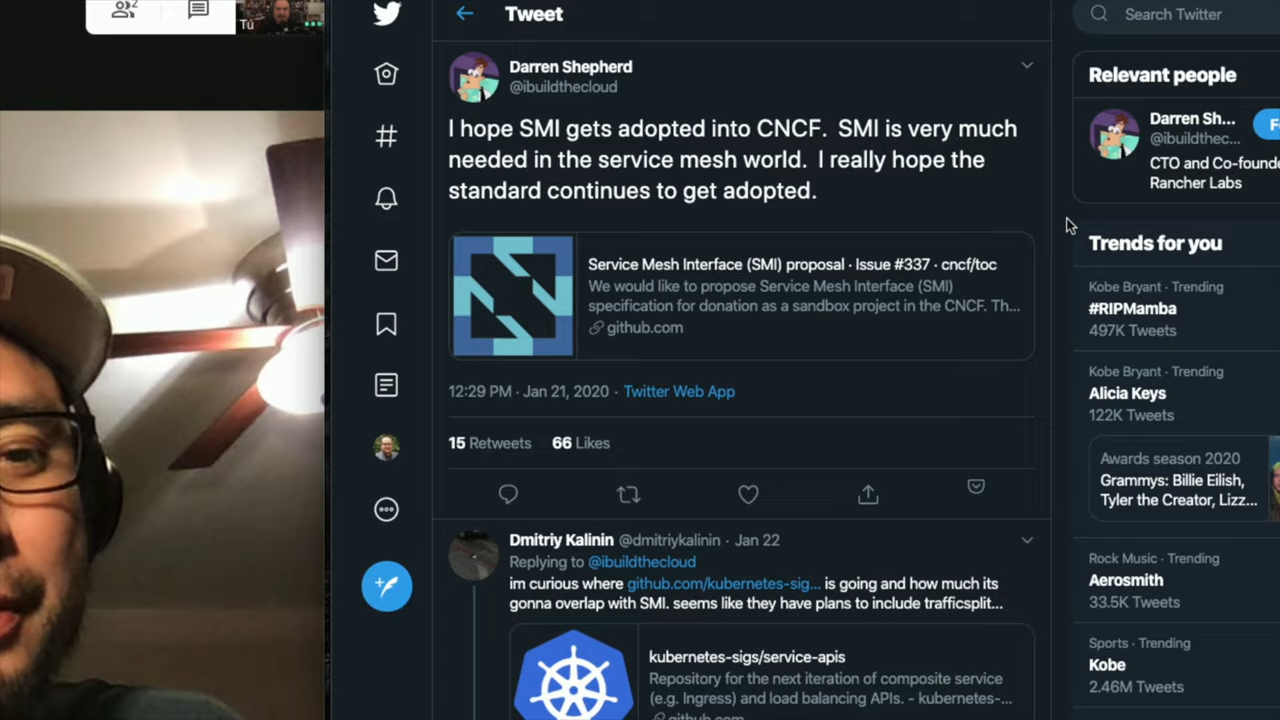 2
Tú
Tweet
Darren Shepherd
@ibuildthecloud
I hope SMI gets adopted into CNCF. SMI is very much
needed in the service mesh world. I really hope the
standard continues to get adopted.
Service Mesh Interface (SMI) proposal · Issue #337 · cncf/toc
We would like to propose Service Mesh Interface (SMI)
specification for donation as a sandbox project in the CNCF. Th...
github.com
12:29 PM · Jan 21, 2020 · Twitter Web App
15 Retweets 66 Likes
Dmitriy Kalinin @dmitriykalinin · Jan 22
Replying to @ibuildthecloud
im curious where github.com/kubernetes-sig... is going and how much its
gonna overlap with SMI. seems like they have plans to include trafficsplit...
kubernetes-sigs/service-apis
Repository for the next iteration of composite service
(e.g. Ingress) and load balancing APIs. - kubernetes-...
github.com
Search Twitter
Relevant people
Darren Sh...
@ibuildthec...
F
CTO and Co-founde
Rancher Labs
Trends for you
Kobe Bryant · Trending
#RIPMamba
497K Tweets
Kobe Bryant · Trending
Alicia Keys
122K Tweets
Awards season 2020
Grammys: Billie Eilish,
Tyler the Creator, Lizz...
Rock Music · Trending
Aerosmith
33.5K Tweets
Sports · Trending
Kobe
2.46M Tweets